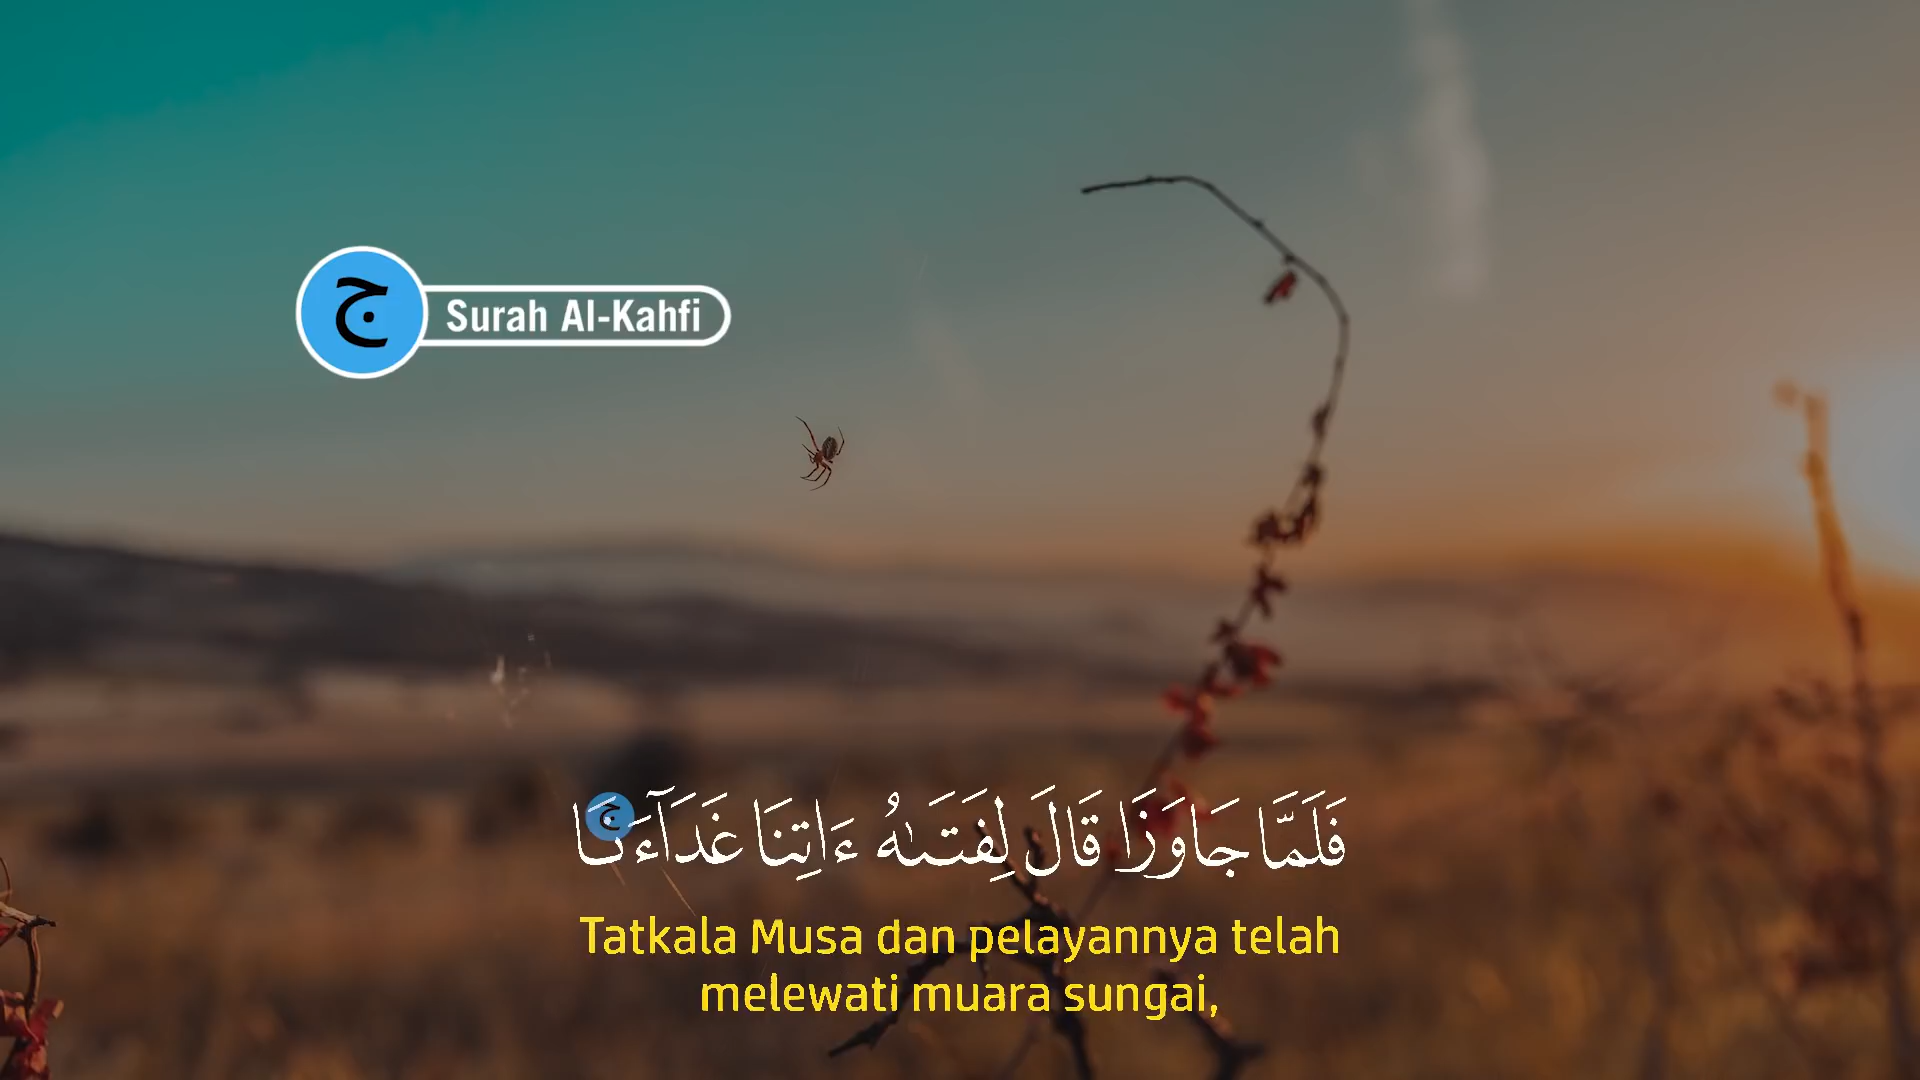 ج
Surah Al-Kahfi
فَلَمَّا جَاوَزَا قَالَ لِفَتَىٰهُ ءَاتِنَا غَدَآءَنَا
ج
Tatkala Musa dan pelayannya telah
melewati muara sungai,